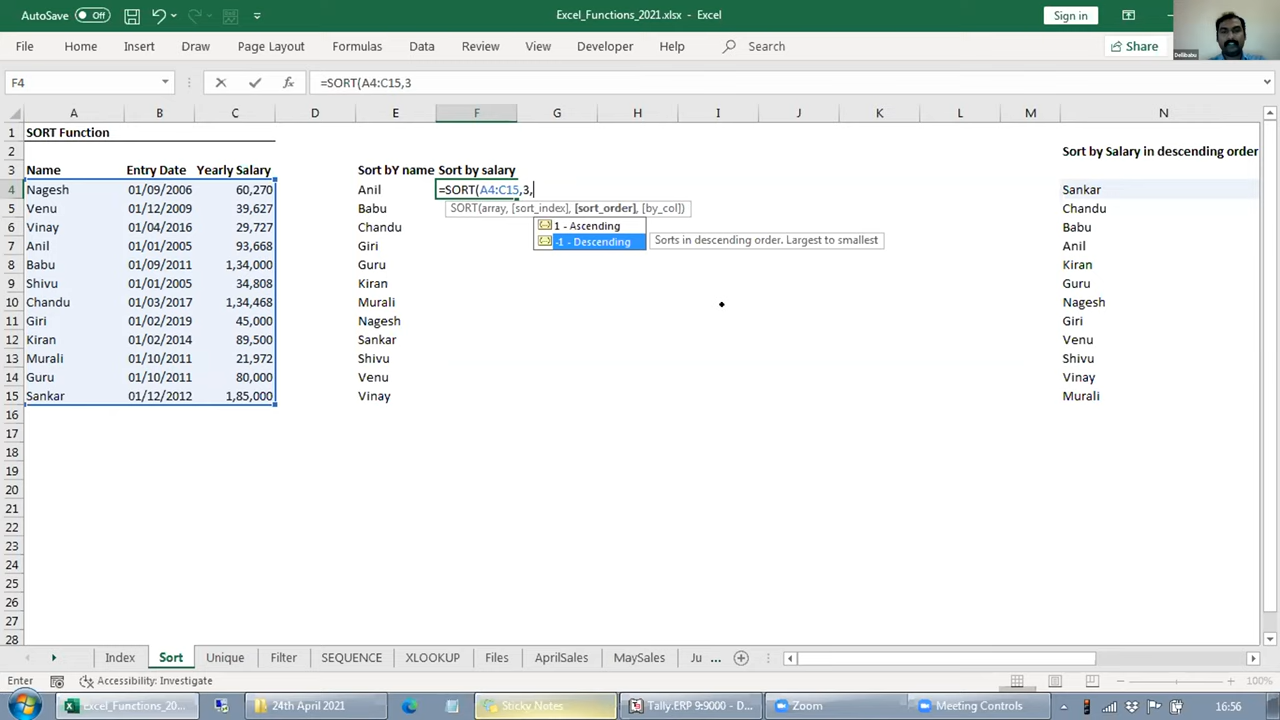 AutoSave Off Excel_Functions_2021.xlsx - Excel Sign in
File Home Insert Draw Page Layout Formulas Data Review View Developer Help Search Share
Dellibabu
F4 fx =SORT(A4:C15,3
A B C D E F G H I J K L M N
1 SORT Function
2 Sort by Salary in descending order
3 Name Entry Date Yearly Salary Sort bY name Sort by salary
4 Nagesh 01/09/2006 60,270 Anil =SORT(A4:C15,3, Sankar
5 Venu 01/12/2009 39,627 Babu SORT(array, [sort_index], [sort_order], [by_col]) Chandu
6 Vinay 01/04/2016 29,727 Chandu 1 - Ascending Babu
7 Anil 01/01/2005 93,668 Giri -1 - Descending Sorts in descending order. Largest to smallest Anil
8 Babu 01/09/2011 1,34,000 Guru Kiran
9 Shivu 01/01/2005 34,808 Kiran Guru
10 Chandu 01/03/2017 1,34,468 Murali Nagesh
11 Giri 01/02/2019 45,000 Nagesh Giri
12 Kiran 01/02/2014 89,500 Sankar Venu
13 Murali 01/10/2011 21,972 Shivu Shivu
14 Guru 01/10/2011 80,000 Venu Vinay
15 Sankar 01/12/2012 1,85,000 Vinay Murali
16
17
18
19
20
21
22
23
24
25
26
27
28
Index Sort Unique Filter SEQUENCE XLOOKUP Files AprilSales MaySales Ju ...
Enter Accessibility: Investigate 100%
Excel_Functions_20... 24th April 2021 Sticky Notes Tally.ERP 9:9000 - D... Zoom Meeting Controls 16:56